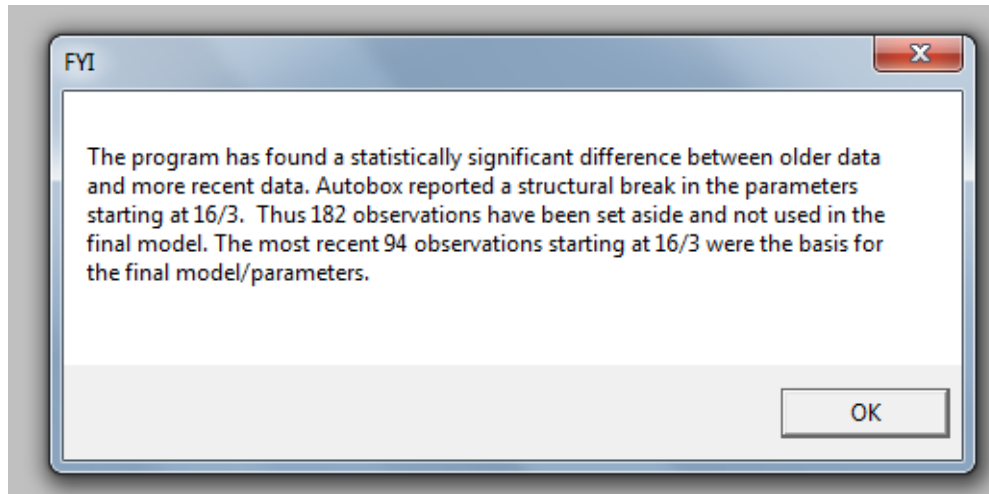 FYI
The program has found a statistically significant difference between older data
and more recent data. Autobox reported a structural break in the parameters
starting at 16/3.  Thus 182 observations have been set aside and not used in the
final model. The most recent 94 observations starting at 16/3 were the basis for
the final model/parameters.
OK